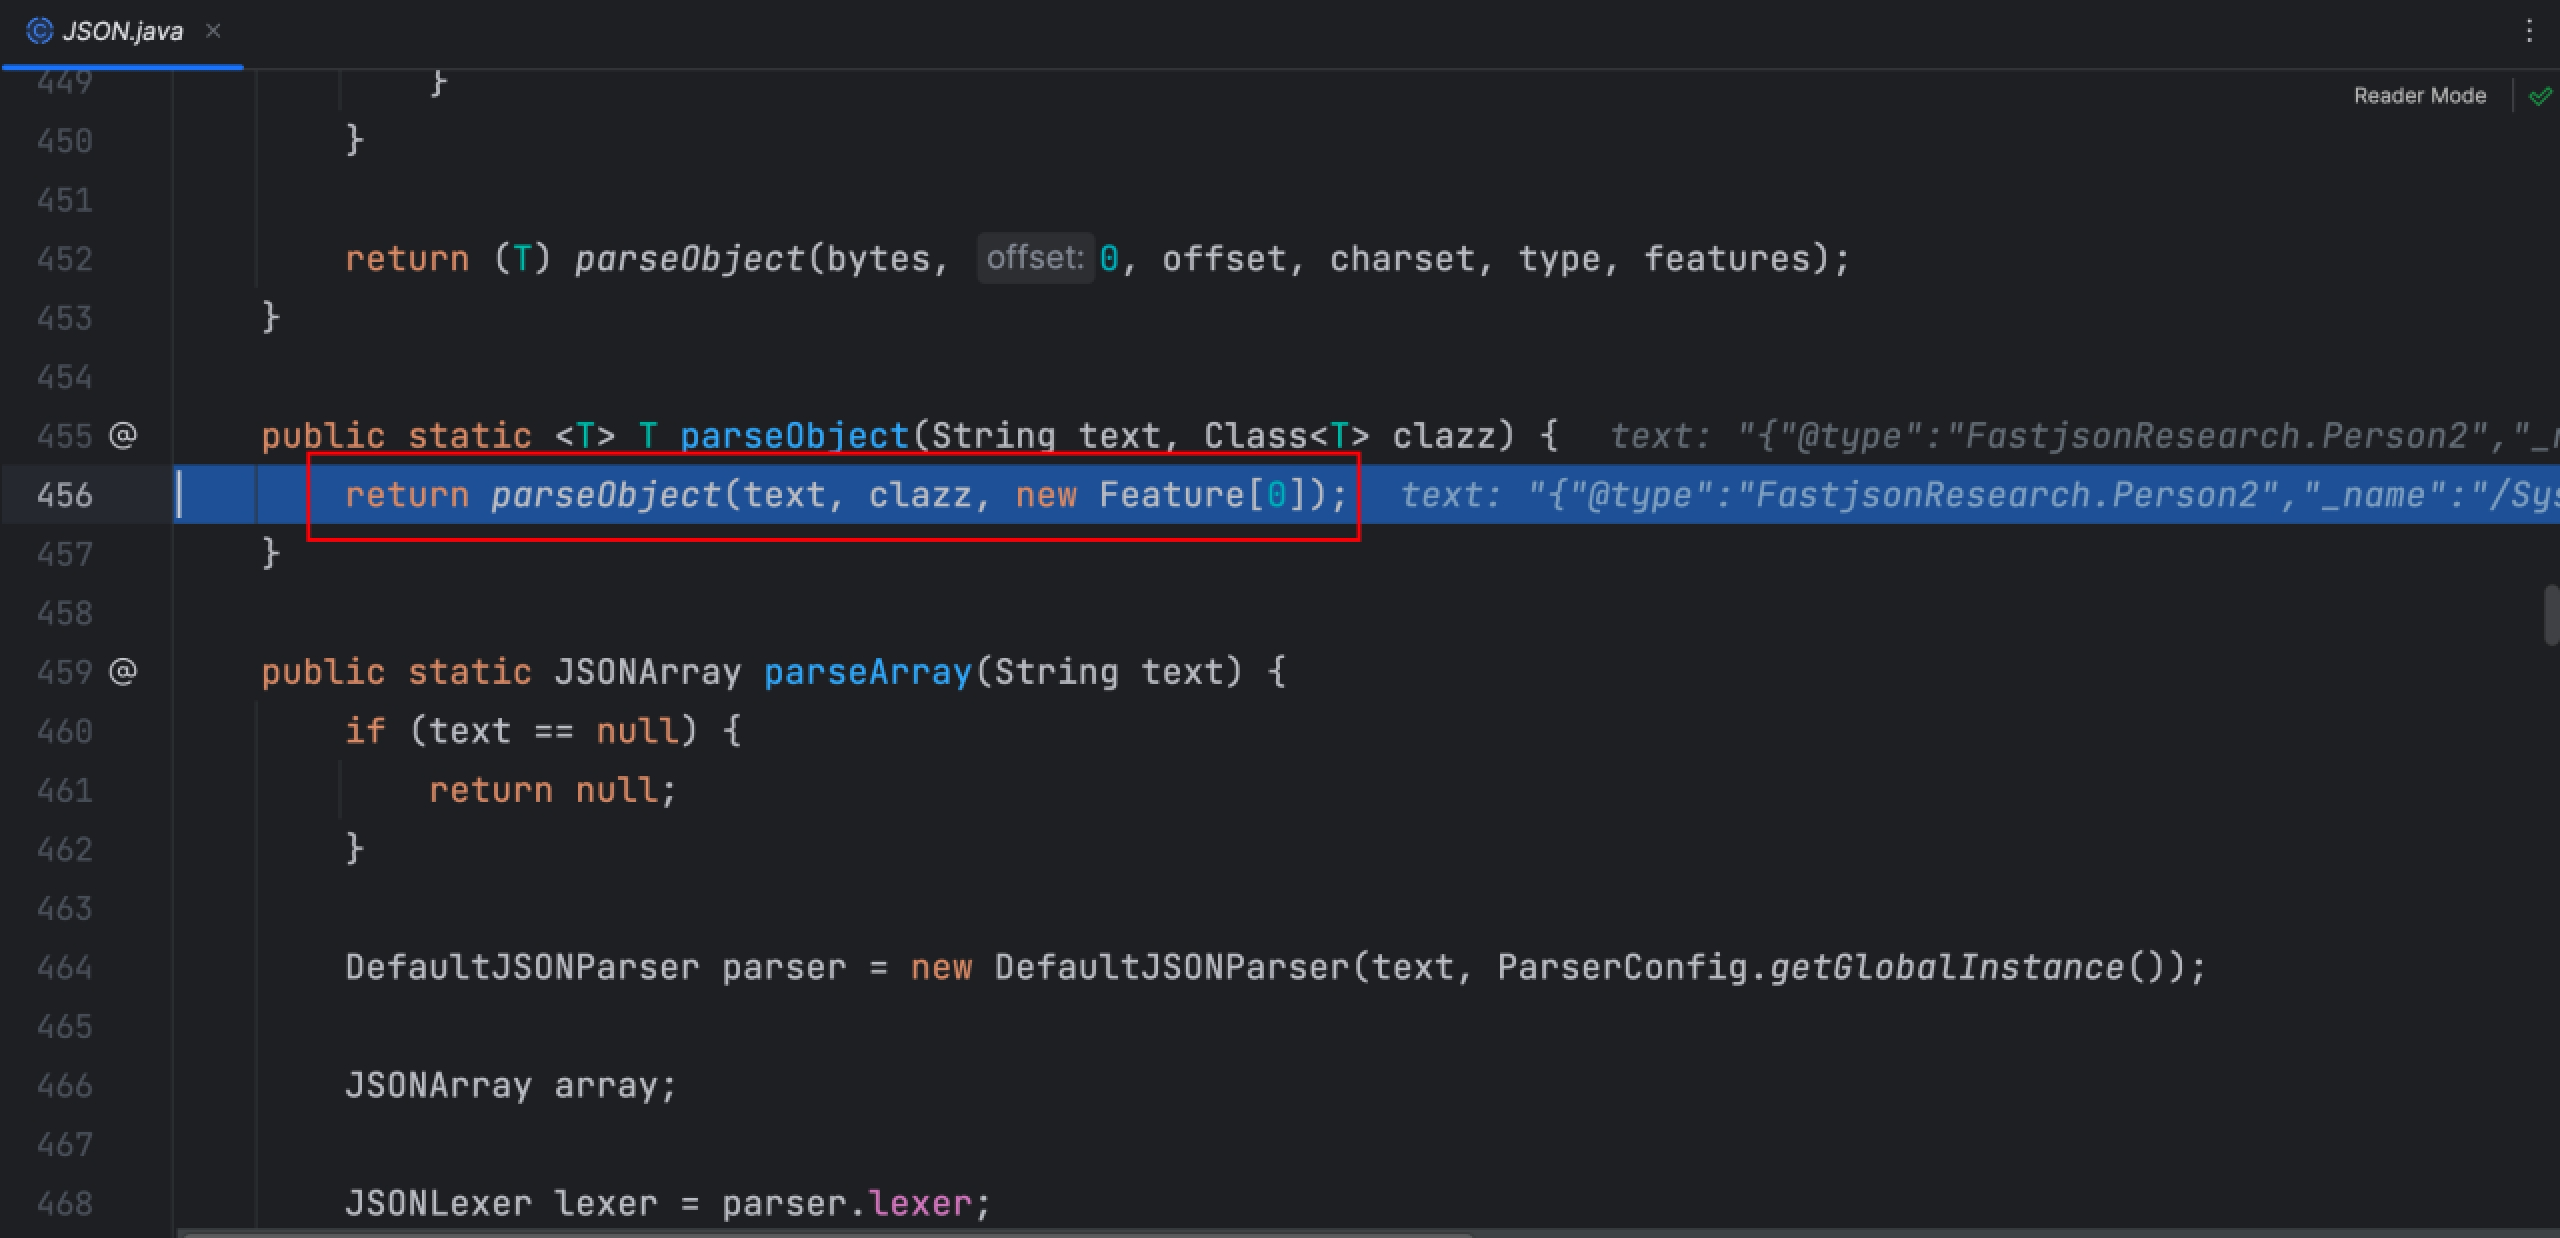 JSON.java
Reader Mode
449 }
450 }
451
452 return (T) parseObject(bytes, offset: 0, offset, charset, type, features);
453 }
454
455 @ public static <T> T parseObject(String text, Class<T> clazz) { text: "{"@type":"FastjsonResearch.Person2","_
456 return parseObject(text, clazz, new Feature[0]); text: "{"@type":"FastjsonResearch.Person2","_name":"/Sys
457 }
458
459 @ public static JSONArray parseArray(String text) {
460 if (text == null) {
461 return null;
462 }
463
464 DefaultJSONParser parser = new DefaultJSONParser(text, ParserConfig.getGlobalInstance());
465
466 JSONArray array;
467
468 JSONLexer lexer = parser.lexer;